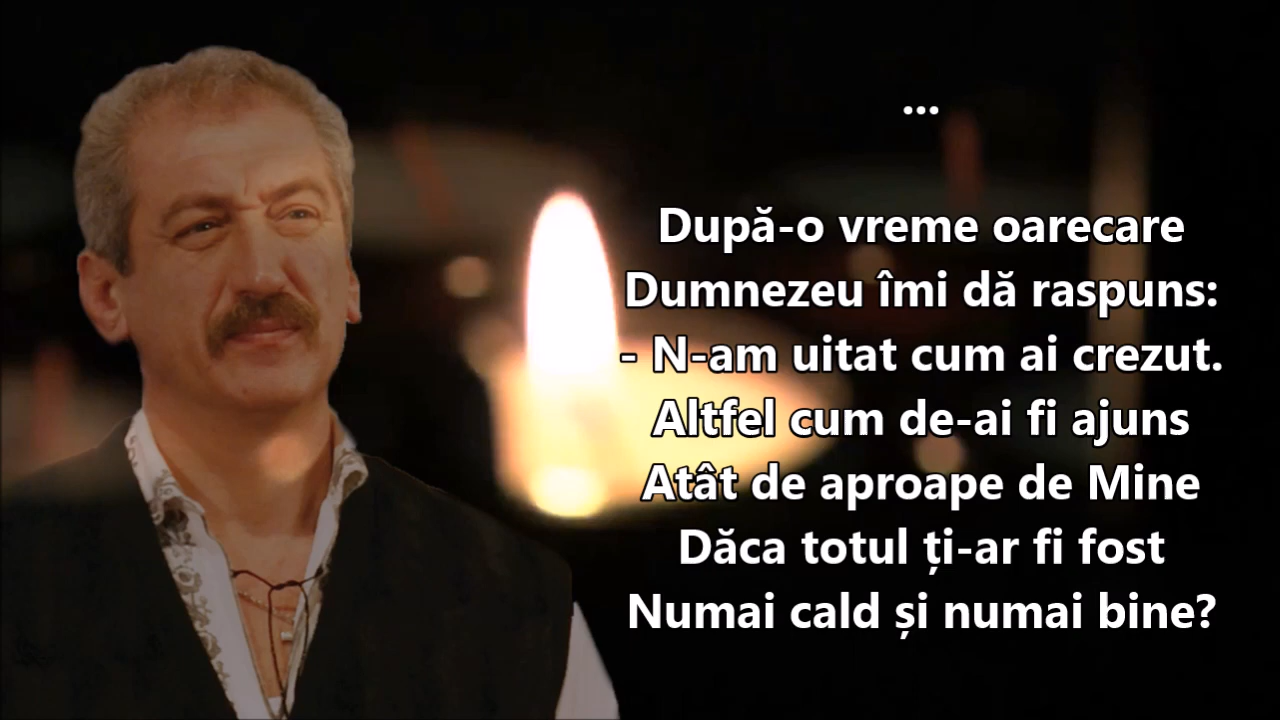 ...
După-o vreme oarecare
Dumnezeu îmi dă raspuns:
- N-am uitat cum ai crezut.
Altfel cum de-ai fi ajuns
Atât de aproape de Mine
Dăca totul ți-ar fi fost
Numai cald și numai bine?